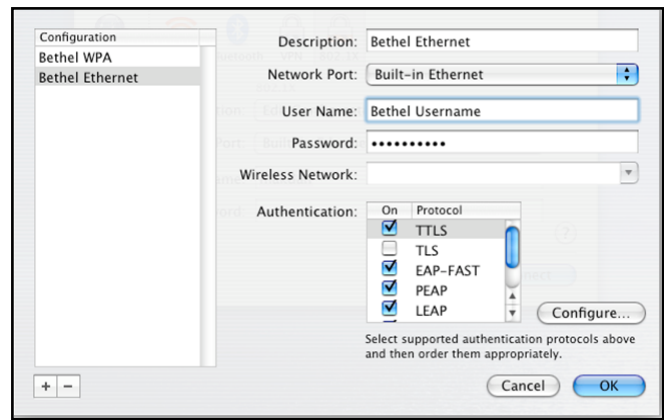 Configuration
Bethel WPA
Bethel Ethernet
Description: Bethel Ethernet
Network Port: Built-in Ethernet
User Name: Bethel Username
Password: ••••••••••
Wireless Network:
Authentication: On Protocol
TTLS
TLS
EAP-FAST
PEAP
LEAP
Configure...
Select supported authentication protocols above
and then order them appropriately.
+ −
Cancel OK